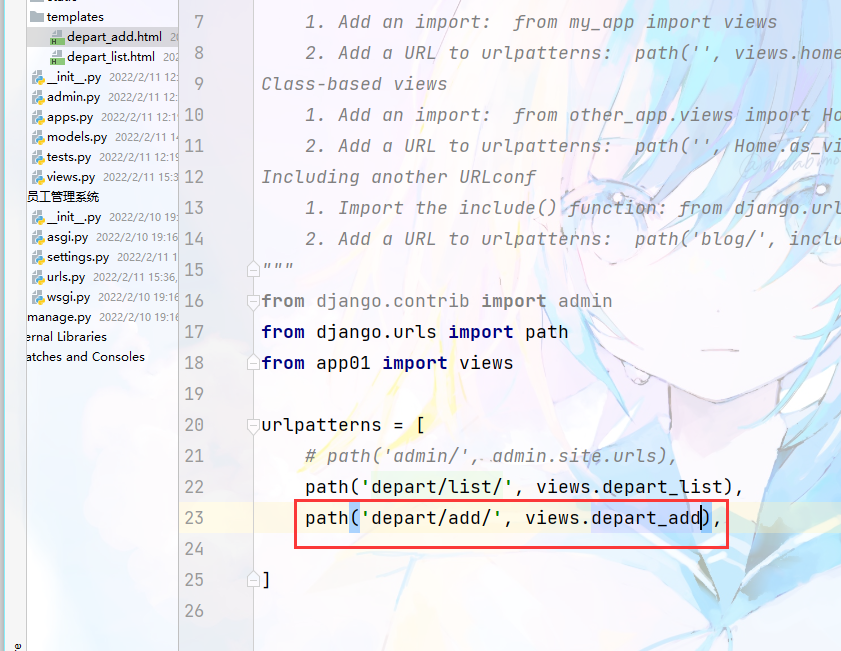 templates
depart_add.html
depart_list.html 202
__init__.py 2022/2/11 12:
admin.py 2022/2/11 12:
apps.py 2022/2/11 12:1
models.py 2022/2/11 14
tests.py 2022/2/11 12:19
views.py 2022/2/11 15:3
员工管理系统
__init__.py 2022/2/10 19:
asgi.py 2022/2/10 19:16
settings.py 2022/2/11 1
urls.py 2022/2/11 15:36,
wsgi.py 2022/2/10 19:16
manage.py 2022/2/10 19:16
ernal Libraries
atches and Consoles
7 1. Add an import:  from my_app import views
8 2. Add a URL to urlpatterns:  path('', views.home
9 Class-based views
10 1. Add an import:  from other_app.views import Ho
11 2. Add a URL to urlpatterns:  path('', Home.as_vi
12 Including another URLconf
13 1. Import the include() function: from django.url
14 2. Add a URL to urlpatterns:  path('blog/', inclu
15 """
16 from django.contrib import admin
17 from django.urls import path
18 from app01 import views
19
20 urlpatterns = [
21 # path('admin/', admin.site.urls),
22 path('depart/list/', views.depart_list),
23 path('depart/add/', views.depart_add),
24
25 ]
26